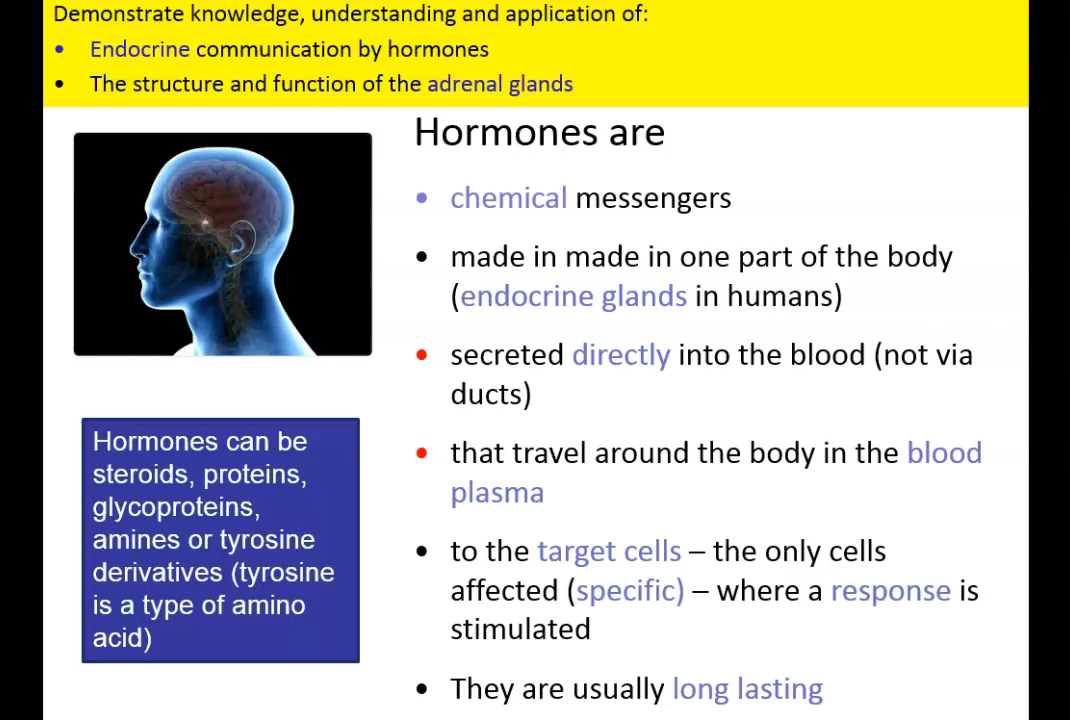 Demonstrate knowledge, understanding and application of:
• Endocrine communication by hormones
• The structure and function of the adrenal glands
Hormones are
• chemical messengers
• made in made in one part of the body
(endocrine glands in humans)
• secreted directly into the blood (not via
ducts)
• that travel around the body in the blood
plasma
• to the target cells – the only cells
affected (specific) – where a response is
stimulated
• They are usually long lasting
Hormones can be
steroids, proteins,
glycoproteins,
amines or tyrosine
derivatives (tyrosine
is a type of amino
acid)